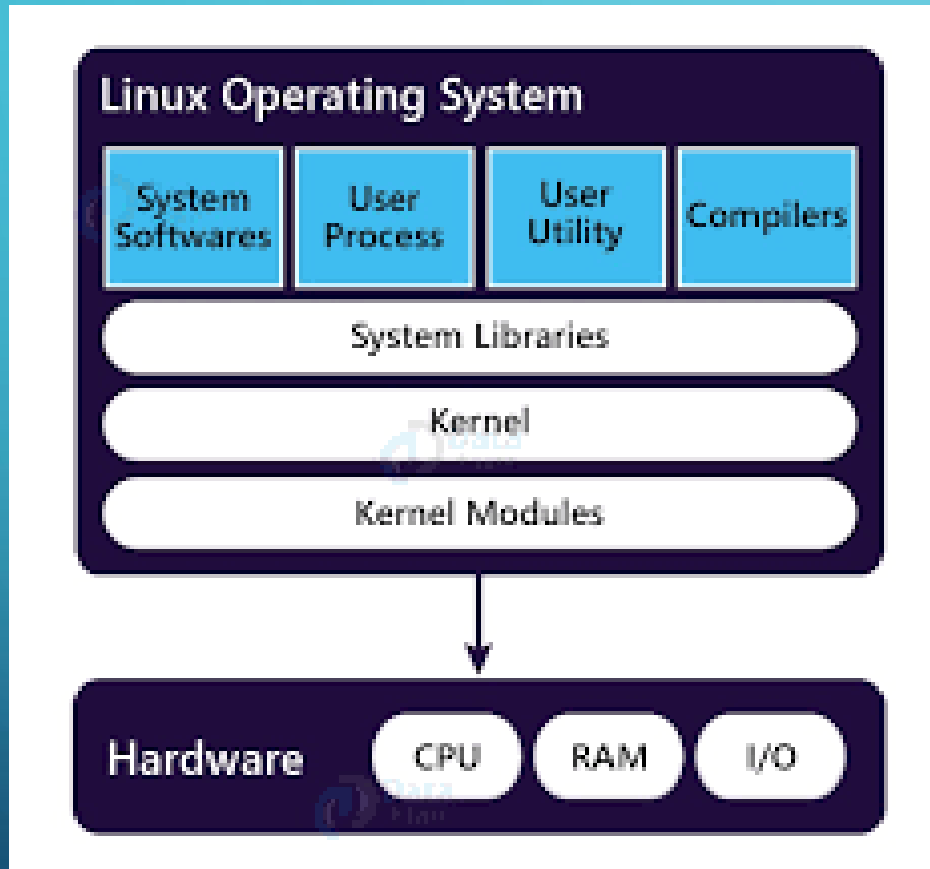 Linux Operating System
System
Softwares
User
Process
User
Utility
Compilers
System Libraries
Kernel
Kernel Modules
Hardware
CPU
RAM
I/O